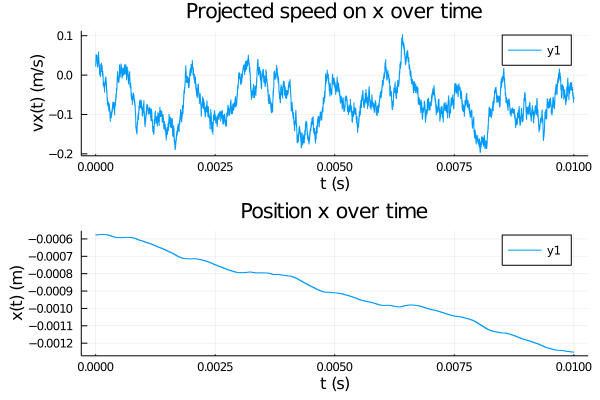 Projected speed on x over time
vx(t) (m/s)
0.1
0.0
−0.1
−0.2
y1
0.0000
0.0025
0.0050
0.0075
0.0100
t (s)
Position x over time
x(t) (m)
−0.0006
−0.0007
−0.0008
−0.0009
−0.0010
−0.0011
−0.0012
y1
0.0000
0.0025
0.0050
0.0075
0.0100
t (s)